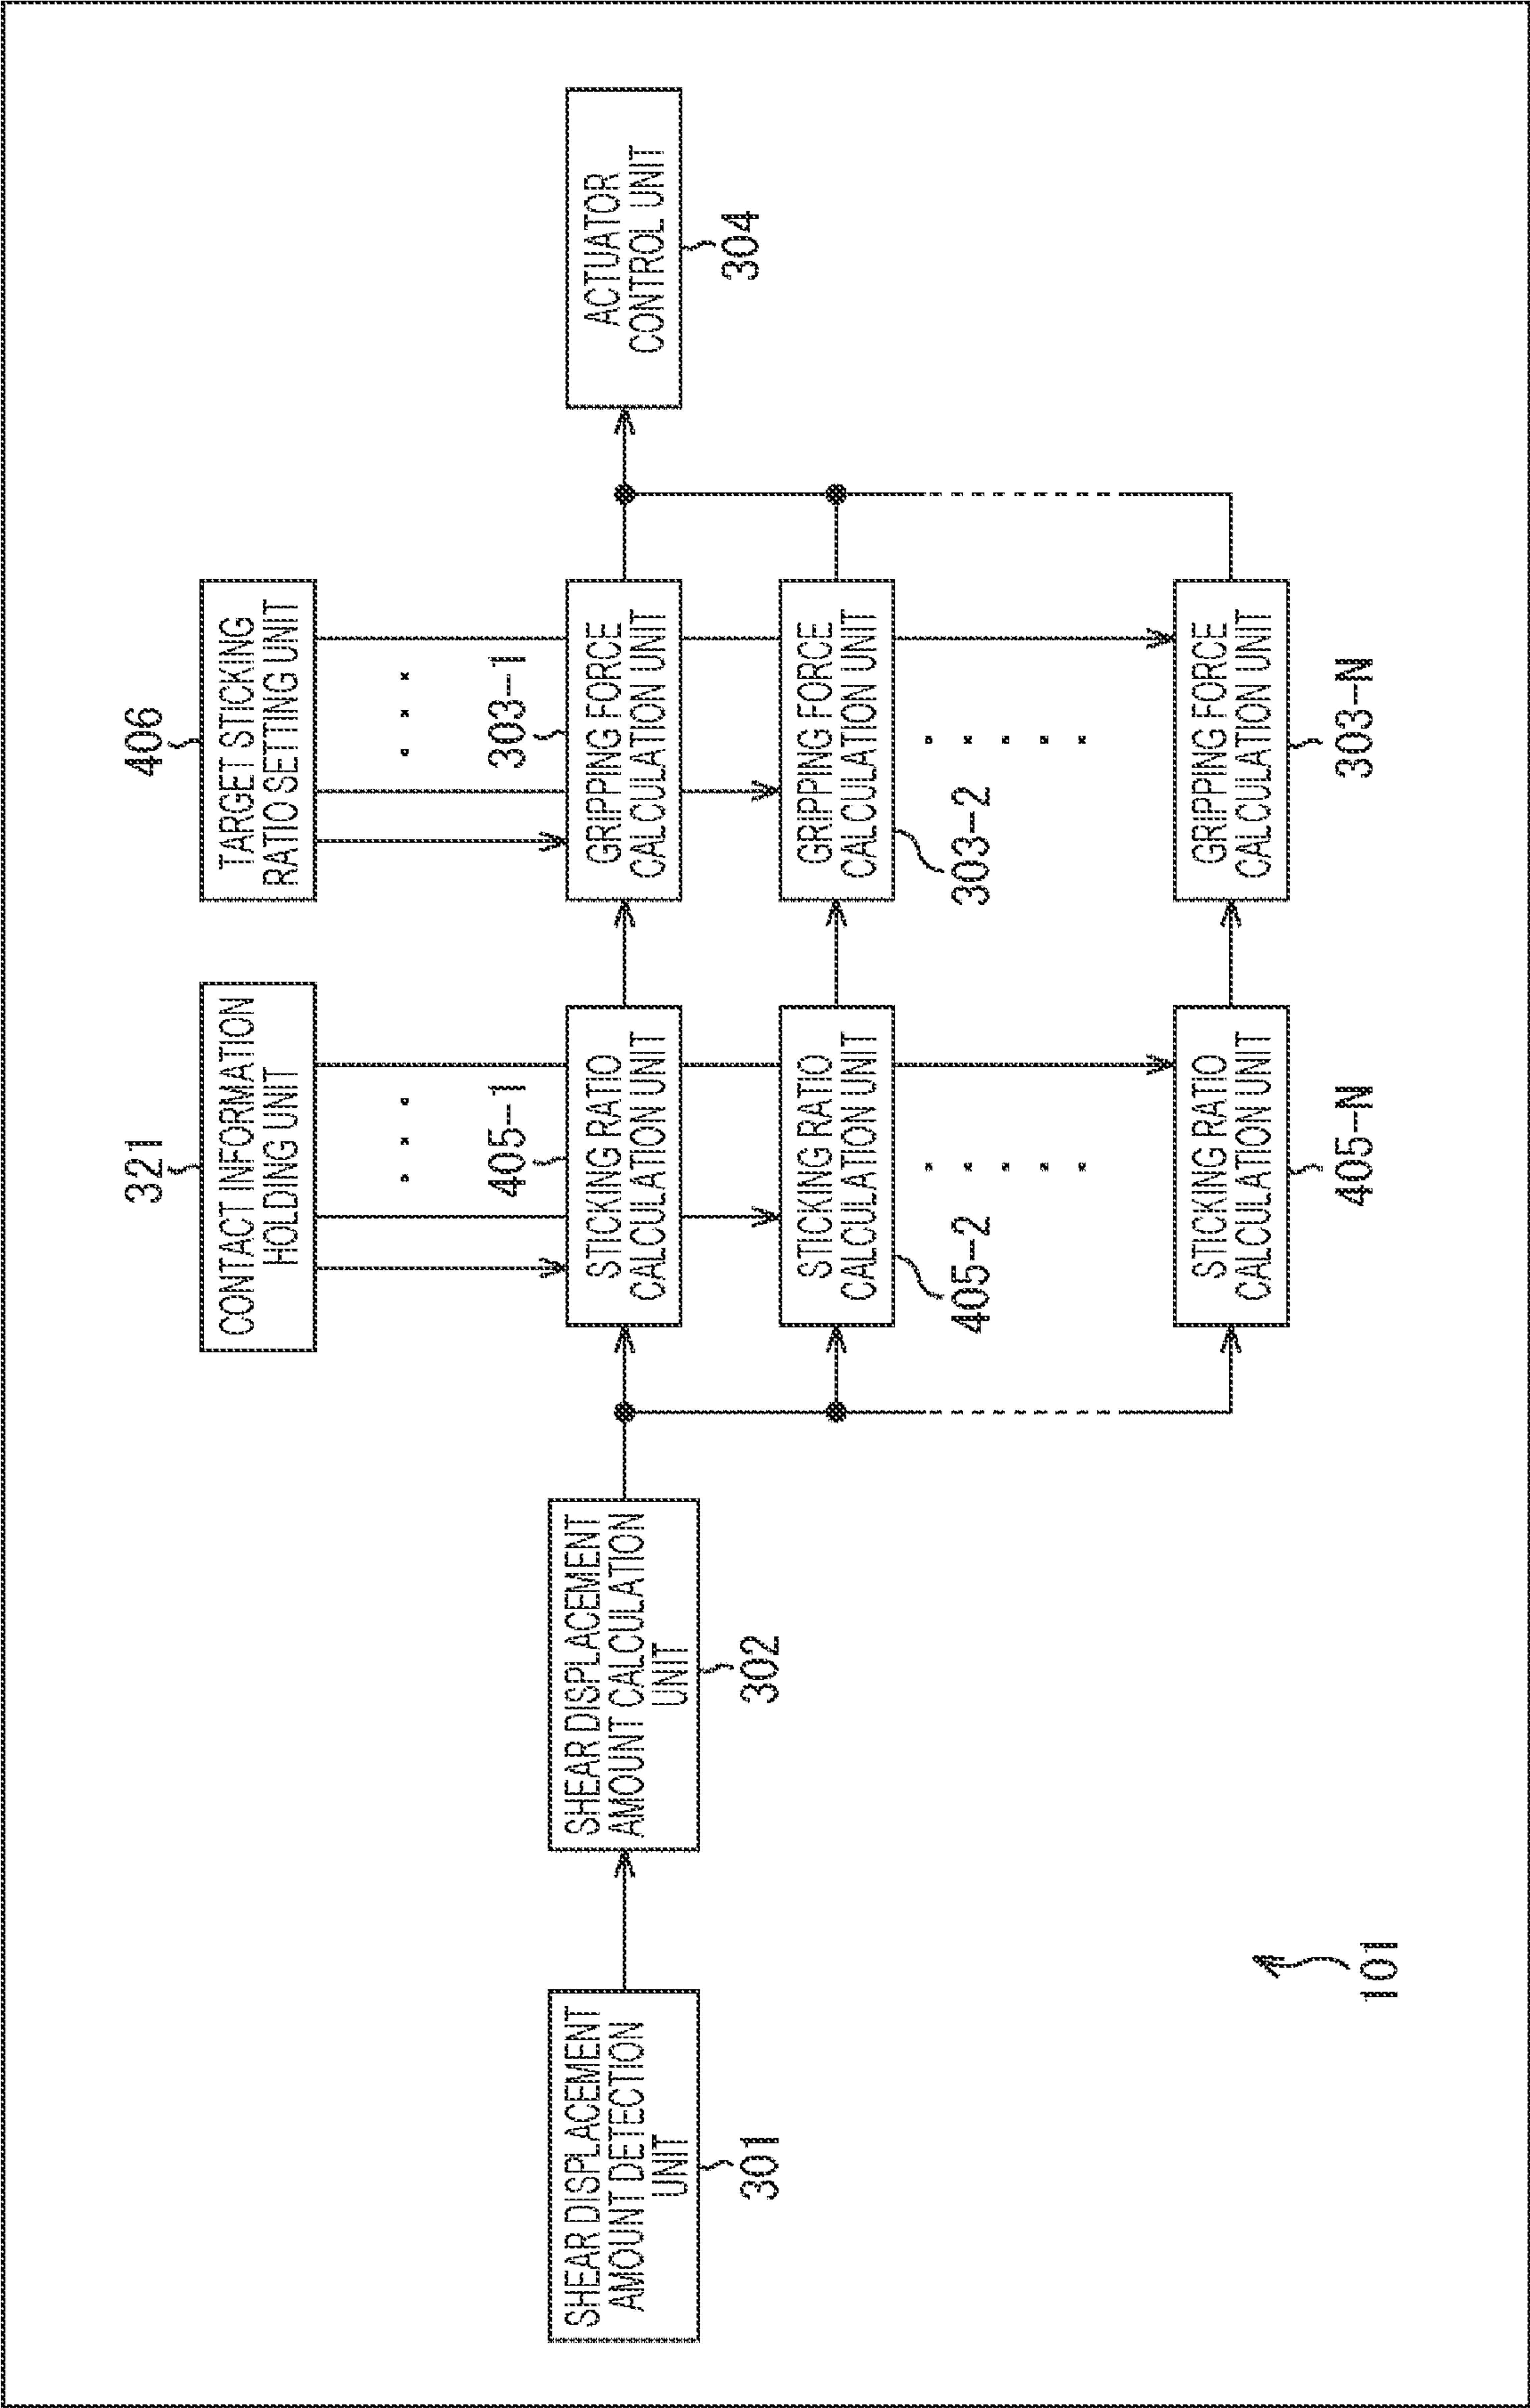 406
TARGET STICKING
RATIO SETTING UNIT
321
CONTACT INFORMATION
HOLDING UNIT
301
SHEAR DISPLACEMENT
AMOUNT DETECTION
UNIT
302
SHEAR DISPLACEMENT
AMOUNT CALCULATION
UNIT
405-1
STICKING RATIO
CALCULATION UNIT
303-1
GRIPPING FORCE
CALCULATION UNIT
ACTUATOR
CONTROL UNIT
304
STICKING RATIO
CALCULATION UNIT
405-2
GRIPPING FORCE
CALCULATION UNIT
303-2
STICKING RATIO
CALCULATION UNIT
405-N
GRIPPING FORCE
CALCULATION UNIT
303-N
101